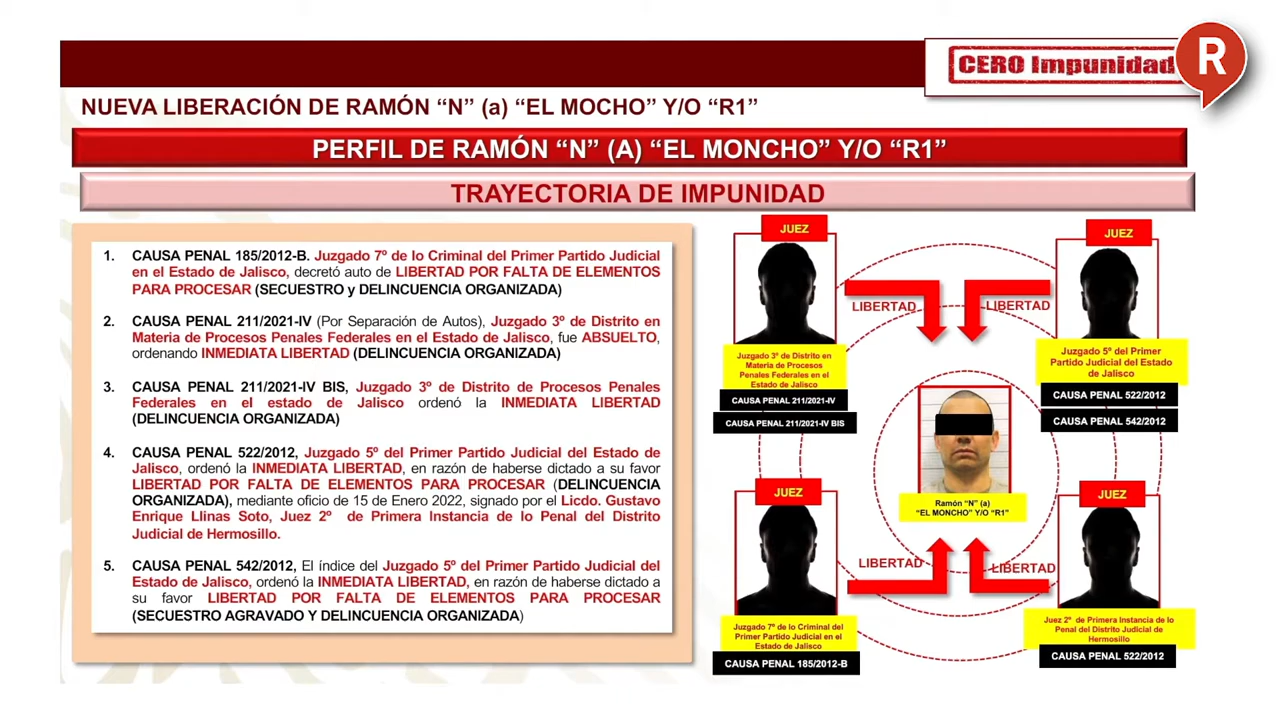 CERO Impunidad
R
NUEVA LIBERACIÓN DE RAMÓN “N” (a) “EL MOCHO” Y/O “R1”
PERFIL DE RAMÓN “N” (A) “EL MONCHO” Y/O “R1”
TRAYECTORIA DE IMPUNIDAD
1. CAUSA PENAL 185/2012-B. Juzgado 7º de lo Criminal del Primer Partido Judicial
en el Estado de Jalisco, decretó auto de LIBERTAD POR FALTA DE ELEMENTOS
PARA PROCESAR (SECUESTRO y DELINCUENCIA ORGANIZADA)
2. CAUSA PENAL 211/2021-IV (Por Separación de Autos), Juzgado 3º de Distrito en
Materia de Procesos Penales Federales en el Estado de Jalisco, fue ABSUELTO,
ordenando INMEDIATA LIBERTAD (DELINCUENCIA ORGANIZADA)
3. CAUSA PENAL 211/2021-IV BIS, Juzgado 3º de Distrito de Procesos Penales
Federales en el estado de Jalisco ordenó la INMEDIATA LIBERTAD
(DELINCUENCIA ORGANIZADA)
4. CAUSA PENAL 522/2012, Juzgado 5º del Primer Partido Judicial del Estado de
Jalisco, ordenó la INMEDIATA LIBERTAD, en razón de haberse dictado a su favor
LIBERTAD POR FALTA DE ELEMENTOS PARA PROCESAR (DELINCUENCIA
ORGANIZADA), mediante oficio de 15 de Enero 2022, signado por el Licdo. Gustavo
Enrique Llinas Soto, Juez 2º de Primera Instancia de lo Penal del Distrito
Judicial de Hermosillo.
5. CAUSA PENAL 542/2012, El índice del Juzgado 5º del Primer Partido Judicial del
Estado de Jalisco, ordenó la INMEDIATA LIBERTAD, en razón de haberse dictado a
su favor LIBERTAD POR FALTA DE ELEMENTOS PARA PROCESAR
(SECUESTRO AGRAVADO Y DELINCUENCIA ORGANIZADA)
JUEZ
LIBERTAD
Juzgado 3º de Distrito en
Materia de Procesos
Penales Federales en el
Estado de Jalisco
CAUSA PENAL 211/2021-IV
CAUSA PENAL 211/2021-IV BIS
JUEZ
LIBERTAD
Juzgado 5º del Primer
Partido Judicial del Estado
de Jalisco
CAUSA PENAL 522/2012
CAUSA PENAL 542/2012
Ramón “N” (a)
“EL MONCHO” Y/O “R1”
JUEZ
LIBERTAD
Juzgado 7º de lo Criminal del
Primer Partido Judicial en el
Estado de Jalisco
CAUSA PENAL 185/2012-B
JUEZ
LIBERTAD
Juez 2º de Primera Instancia de lo
Penal del Distrito Judicial de
Hermosillo
CAUSA PENAL 522/2012